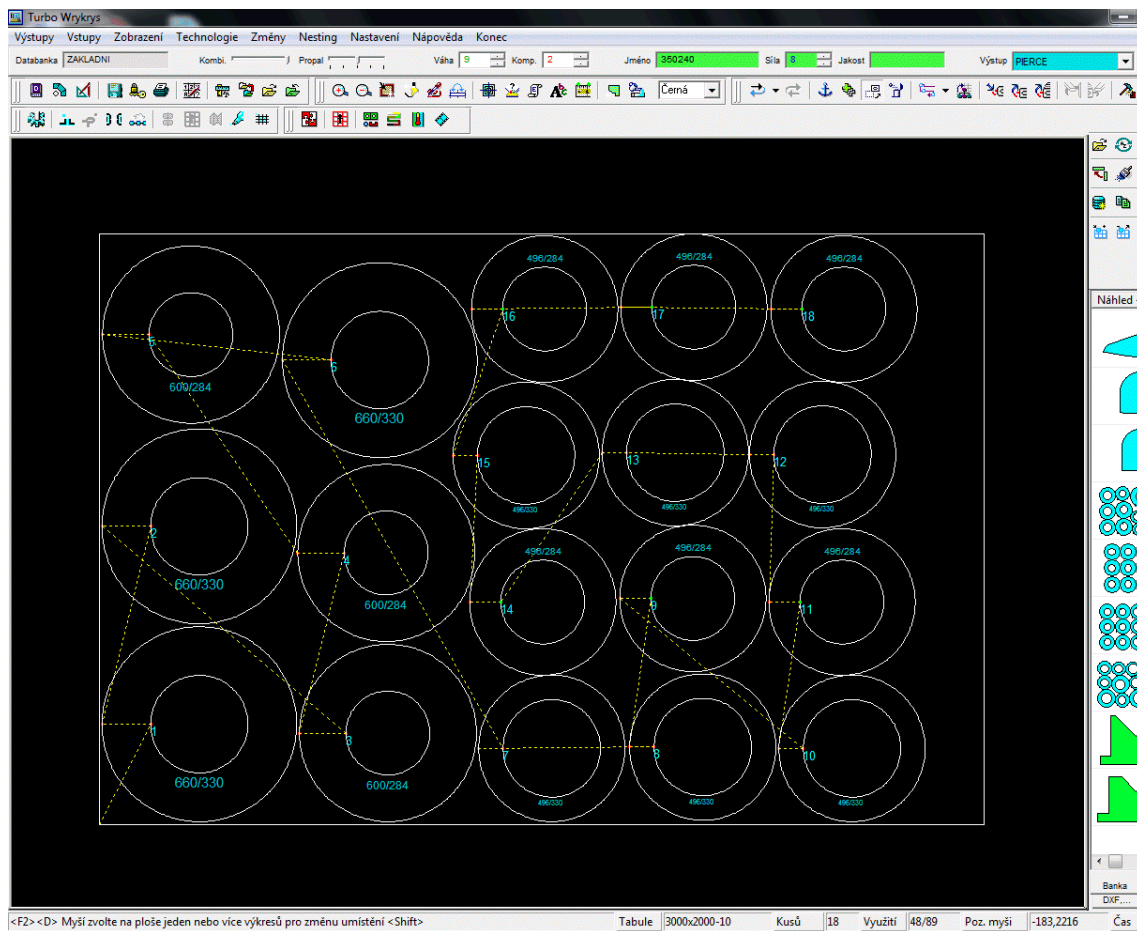 Turbo Wrykrys
Výstupy Vstupy Zobrazení Technologie Změny Nesting Nastavení Nápověda Konec
Databanka ZAKLADNI Kombi. Propal Váha 9 Komp. 2 Jméno 350240 Síla 8 Jakost Výstup PIERCE
Černá
496/284 496/284 496/284
16 17 18
5
6
600/284
660/330
15 13 12
496/330 496/330 496/330
2
4
496/284 496/284 496/284
660/330
600/284
14 9 11
1
3
7 8 10
660/330
600/284
496/330 496/330 496/330
Náhled
Banka
DXF,...
<F2><D> Myší zvolte na ploše jeden nebo více výkresů pro změnu umístění <Shift> Tabule 3000x2000-10 Kusů 18 Využití 48/89 Poz. myši -183,2216 Čas